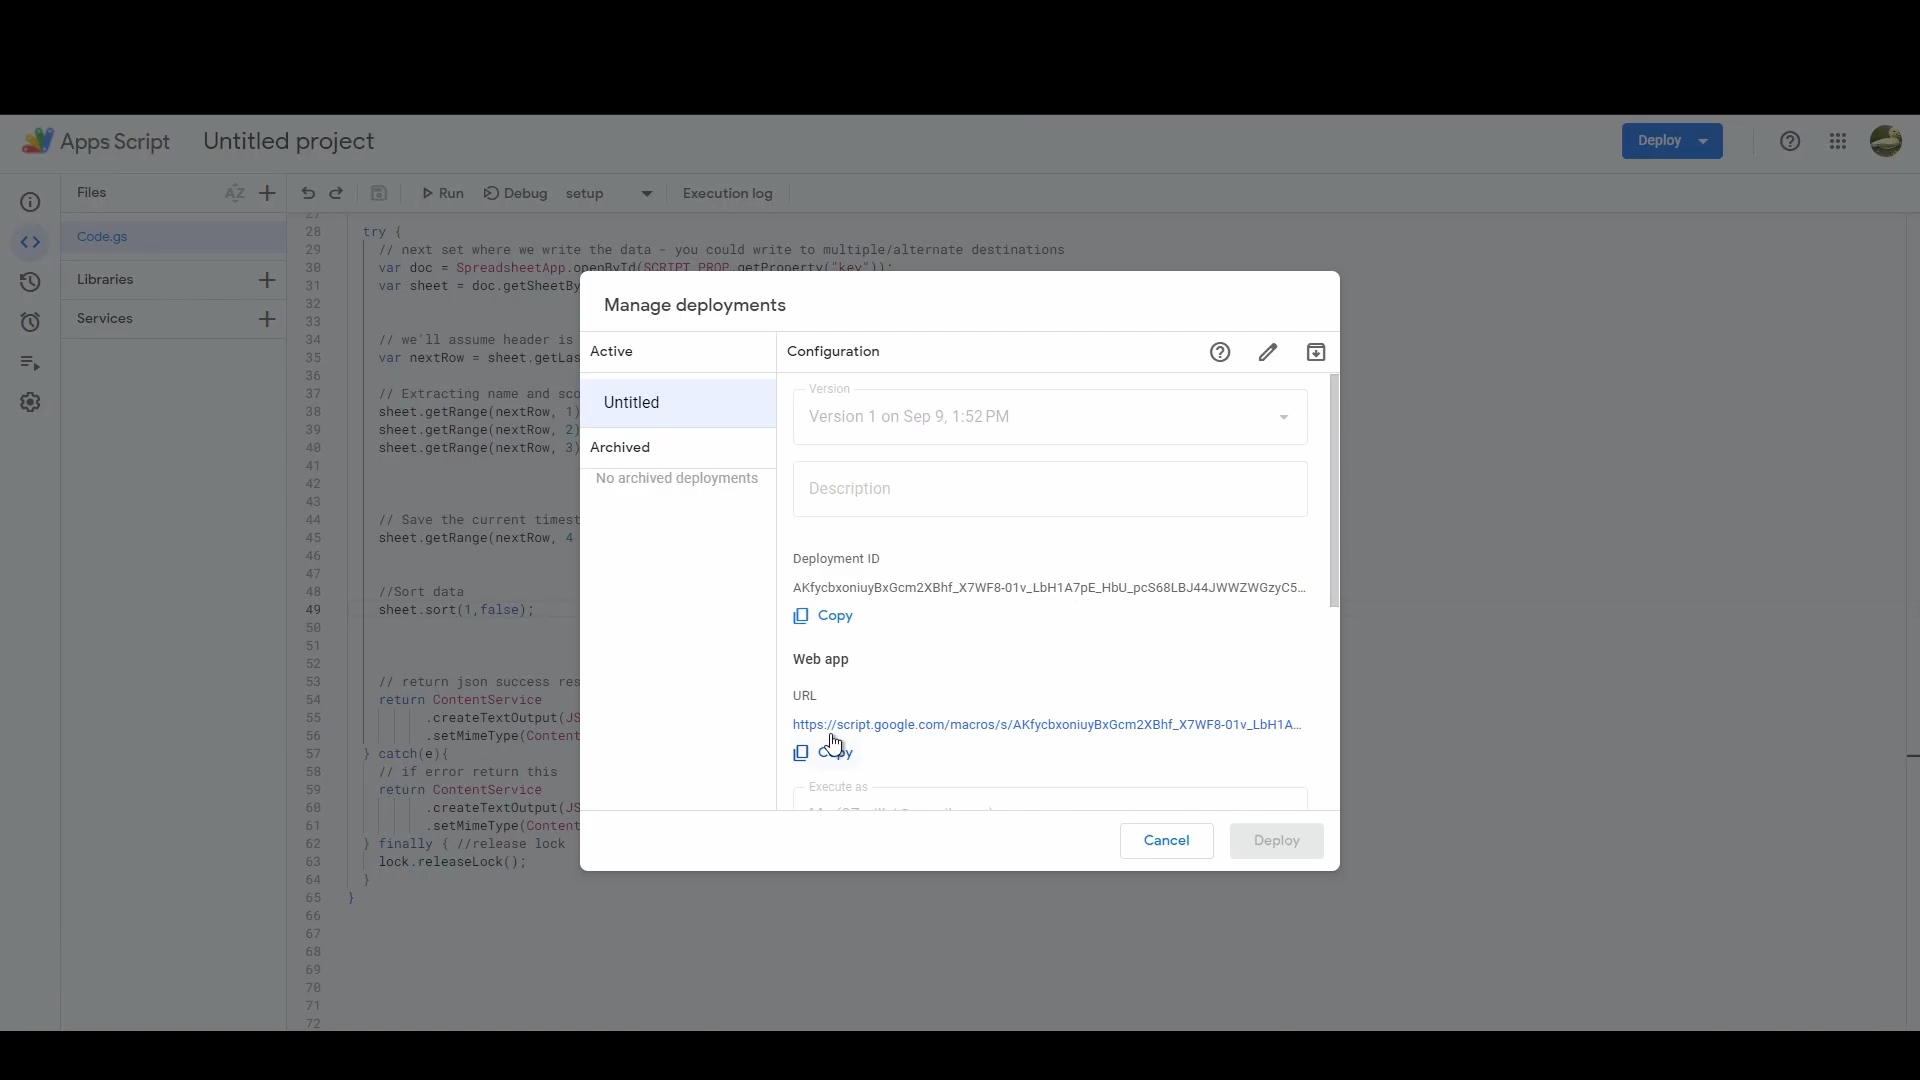 Apps Script
Untitled project
Deploy
Files
Run
Debug
setup
Execution log
Code.gs
Libraries
Services
27
28 try {
29 // next set where we write the data - you could write to multiple/alternate destinations
30 var doc = SpreadsheetApp.openById(SCRIPT_PROP.getProperty("key"));
31 var sheet = doc.getSheetBy
32
33
34 // we'll assume header is
35 var nextRow = sheet.getLas
36
37 // Extracting name and sco
38 sheet.getRange(nextRow, 1)
39 sheet.getRange(nextRow, 2)
40 sheet.getRange(nextRow, 3)
41
42
43
44 // Save the current timest
45 sheet.getRange(nextRow, 4
46
47
48 //Sort data
49 sheet.sort(1,false);
50
51
52
53 // return json success res
54 return ContentService
55 .createTextOutput(JS
56 .setMimeType(Content
57 } catch(e){
58 // if error return this
59 return ContentService
60 .createTextOutput(JS
61 .setMimeType(Content
62 } finally { //release lock
63 lock.releaseLock();
64 }
65 }
66
67
68
69
70
71
72
Manage deployments
Active
Untitled
Archived
No archived deployments
Configuration
Version
Version 1 on Sep 9, 1:52 PM
Description
Deployment ID
AKfycbxoniuyBxGcm2XBhf_X7WF8-01v_LbH1A7pE_HbU_pcS68LBJ44JWWZWGzyC5...
Copy
Web app
URL
https://script.google.com/macros/s/AKfycbxoniuyBxGcm2XBhf_X7WF8-01v_LbH1A...
Copy
Execute as
Cancel
Deploy